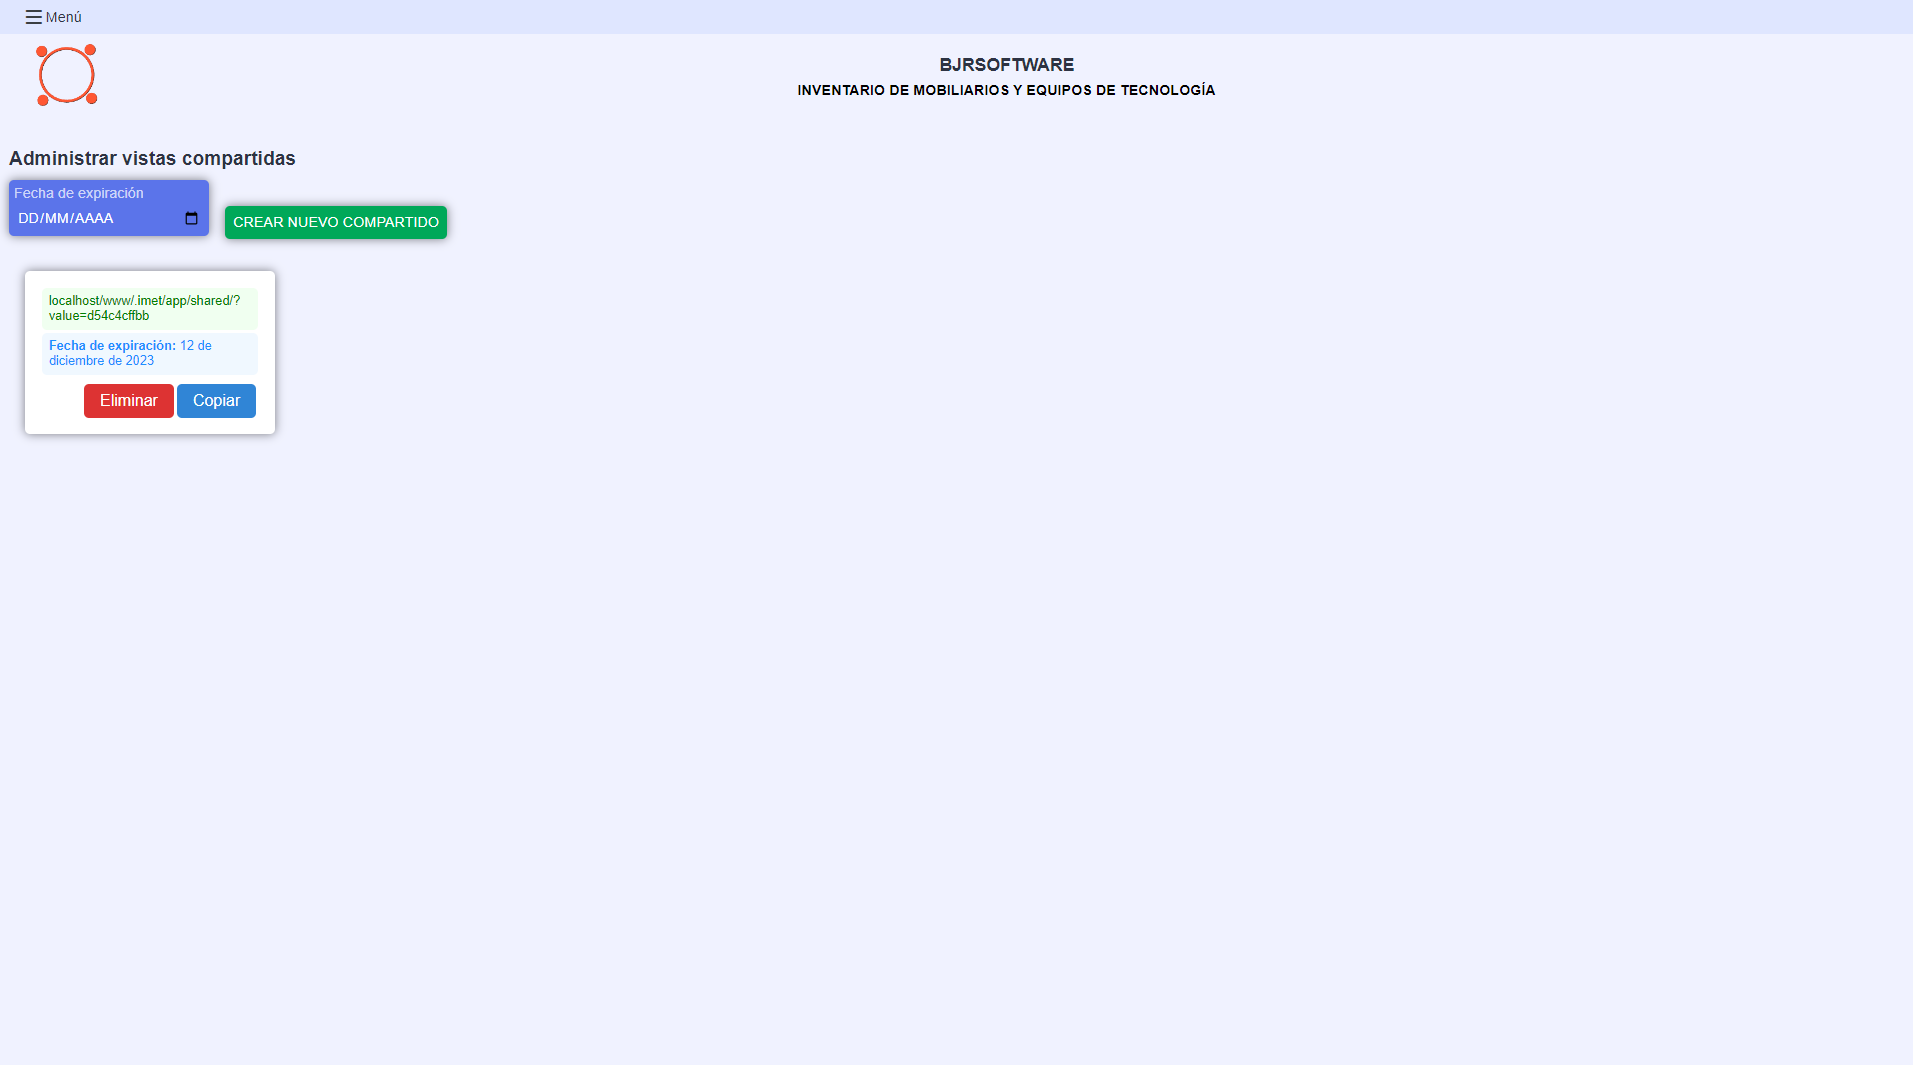 Menú
BJRSOFTWARE
INVENTARIO DE MOBILIARIOS Y EQUIPOS DE TECNOLOGÍA
Administrar vistas compartidas
Fecha de expiración
DD/MM/AAAA
CREAR NUEVO COMPARTIDO
localhost/www/.imet/app/shared/?
value=d54c4cffbb
Fecha de expiración: 12 de
diciembre de 2023
Eliminar
Copiar